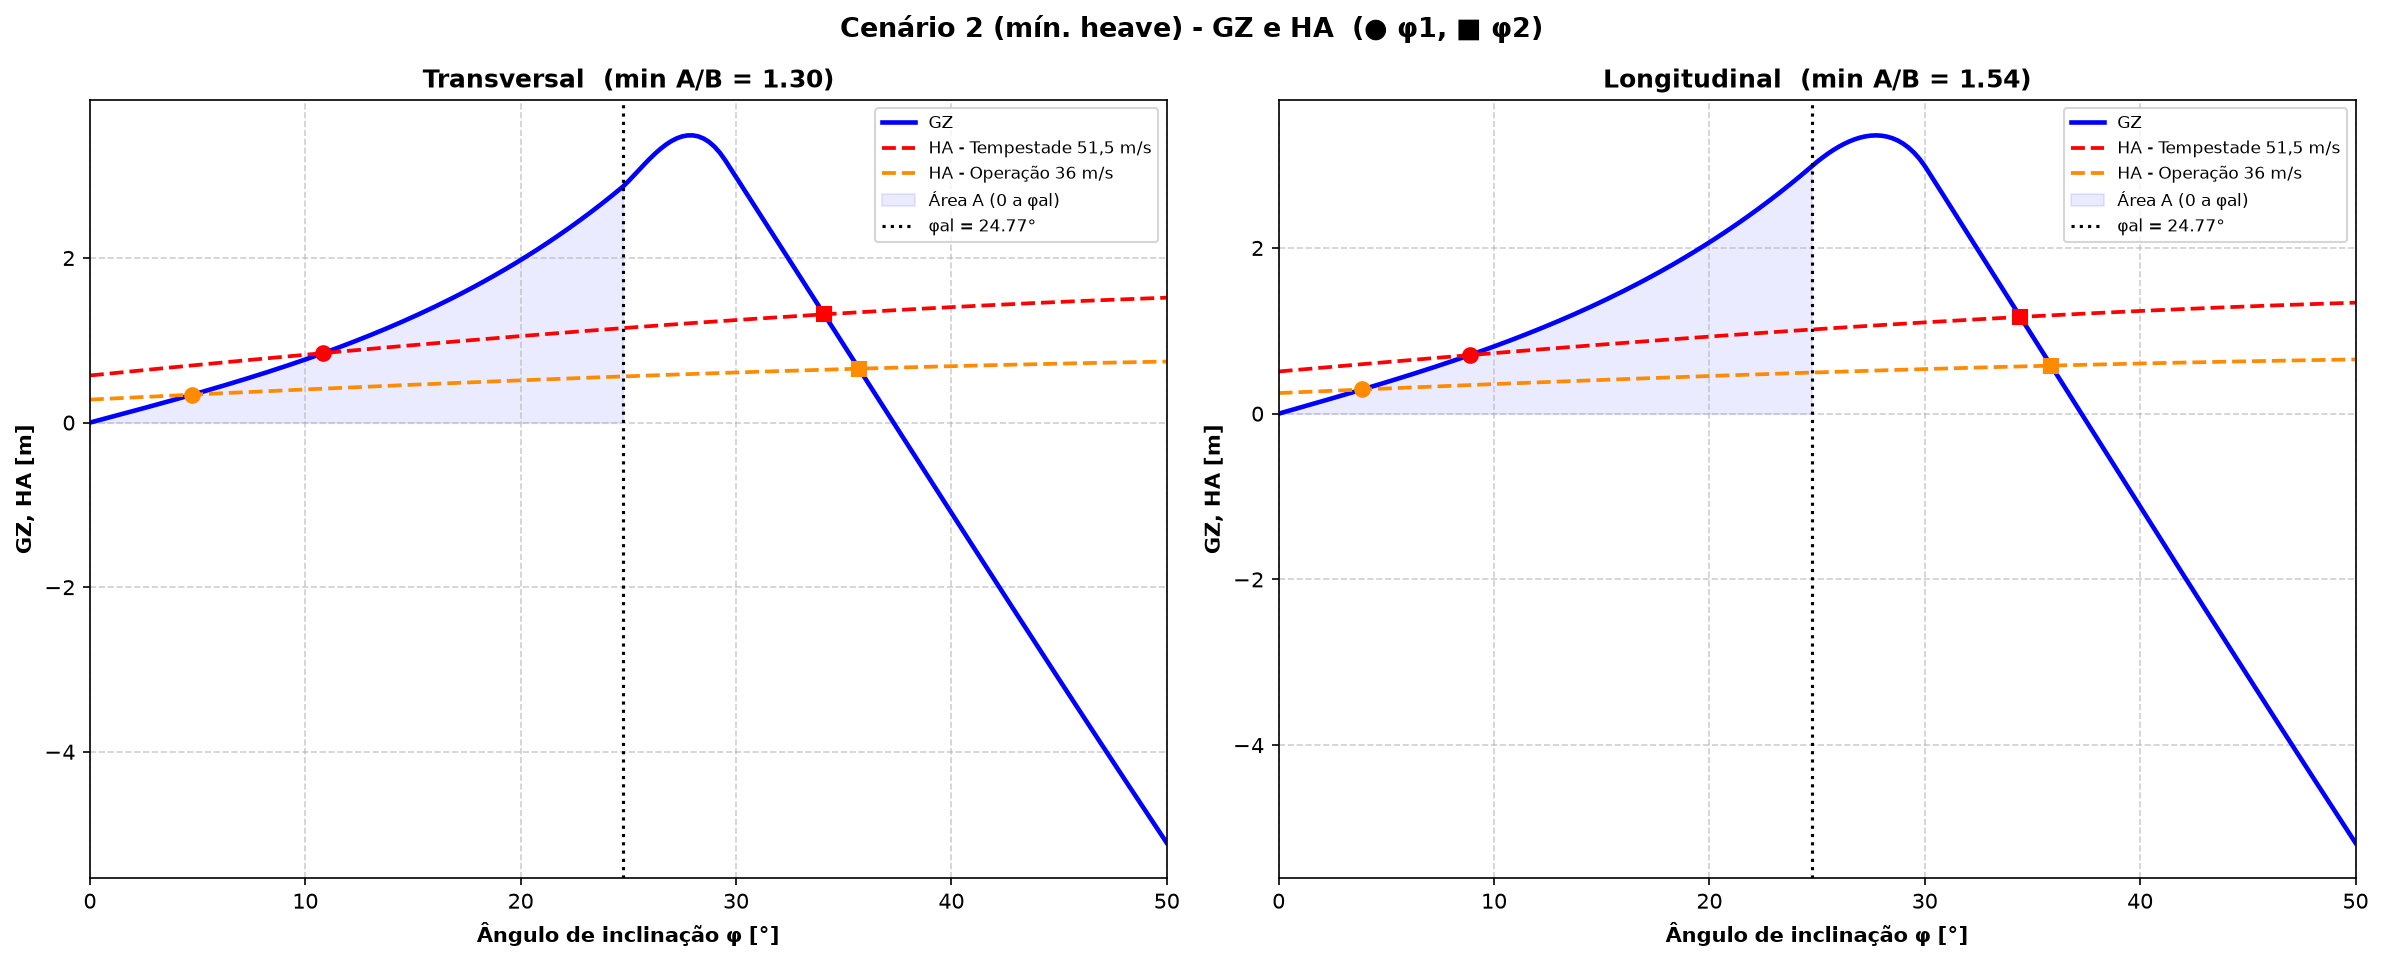 Cenário 2 (mín. heave) - GZ e HA  (● φ1, ■ φ2)
Transversal  (min A/B = 1.30)
GZ
HA - Tempestade 51,5 m/s
HA - Operação 36 m/s
Área A (0 a φal)
φal = 24.77°
GZ, HA [m]
2
0
−2
−4
0 10 20 30 40 50
Ângulo de inclinação φ [°]
Longitudinal  (min A/B = 1.54)
GZ
HA - Tempestade 51,5 m/s
HA - Operação 36 m/s
Área A (0 a φal)
φal = 24.77°
GZ, HA [m]
2
0
−2
−4
0 10 20 30 40 50
Ângulo de inclinação φ [°]